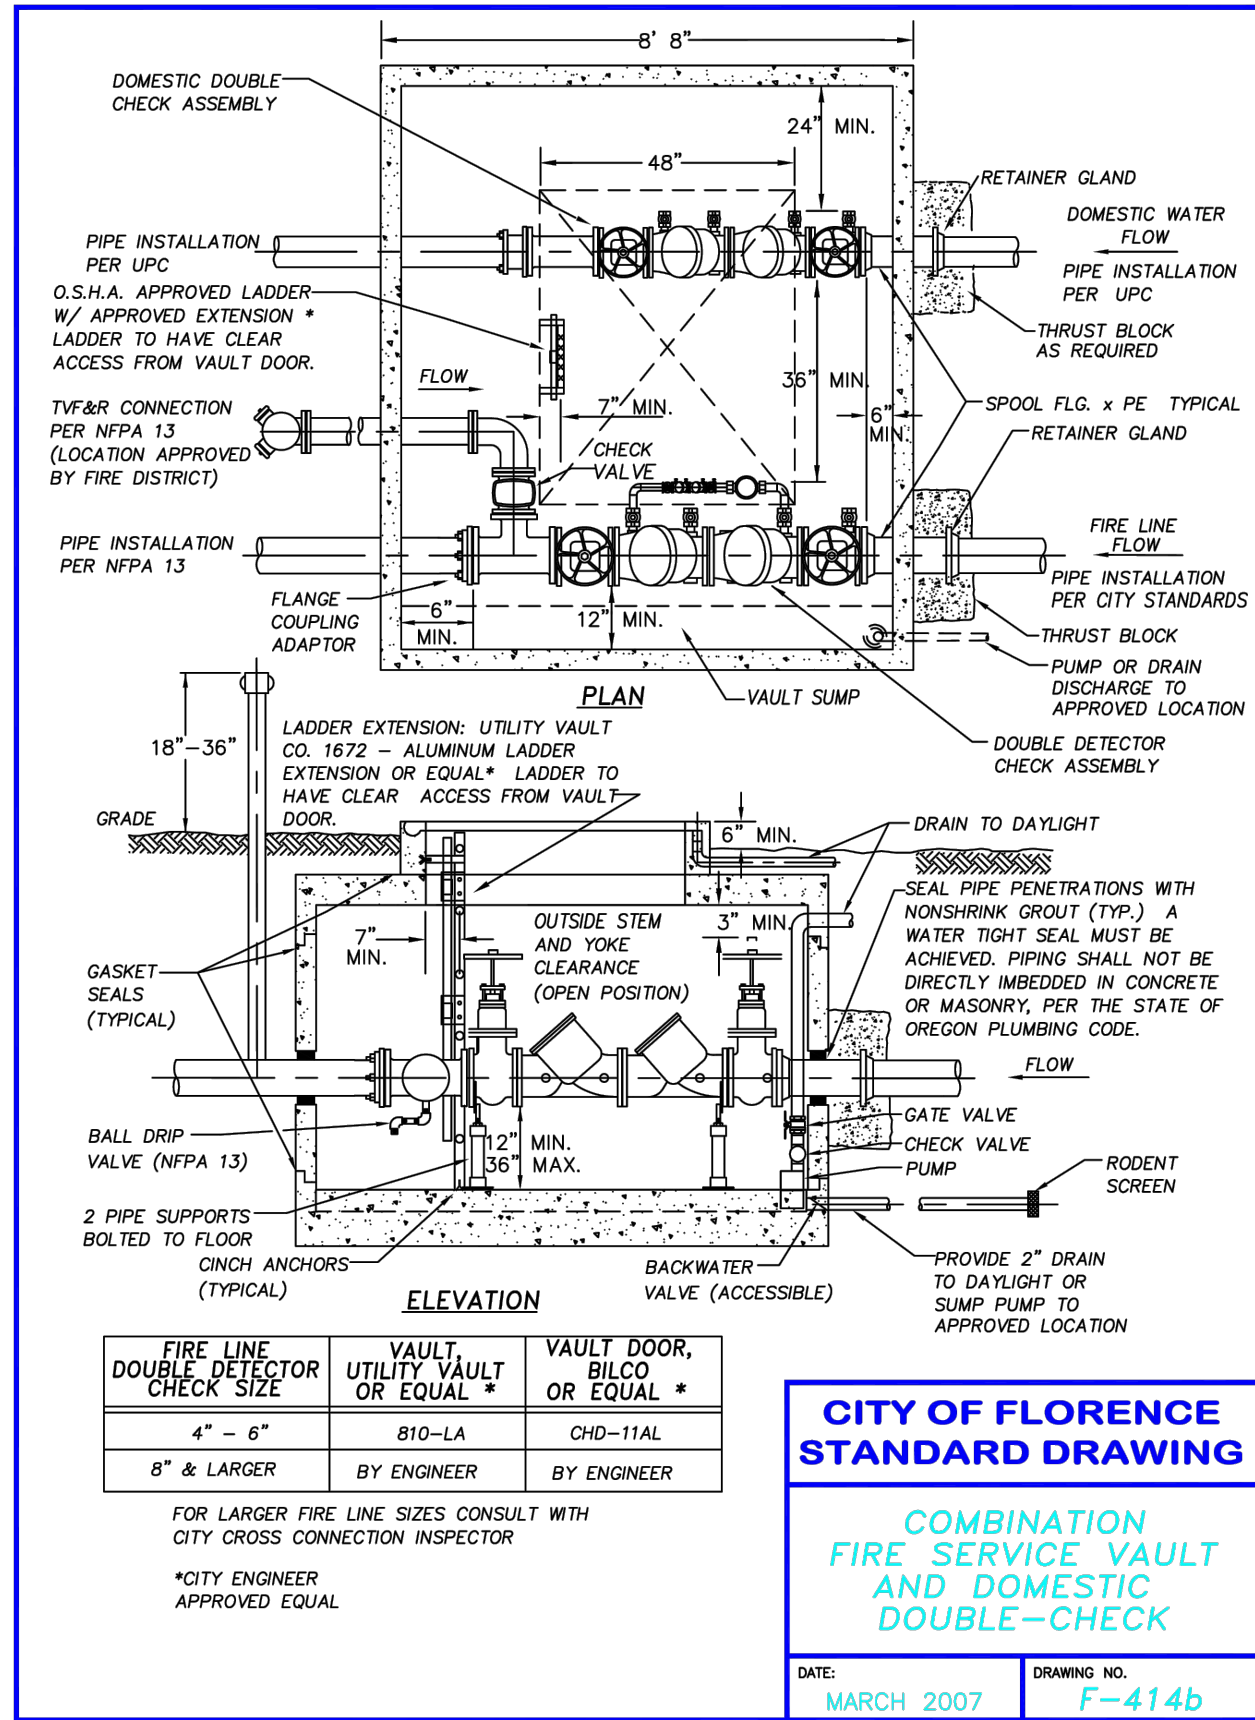 8' 8"
DOMESTIC DOUBLE
CHECK ASSEMBLY
24" MIN.
48"
RETAINER GLAND
DOMESTIC WATER
FLOW
PIPE INSTALLATION
PER UPC
PIPE INSTALLATION
PER UPC
O.S.H.A. APPROVED LADDER
W/ APPROVED EXTENSION *
LADDER TO HAVE CLEAR
ACCESS FROM VAULT DOOR.
THRUST BLOCK
AS REQUIRED
FLOW
36" MIN.
7" MIN.
6"
MIN.
TVF&R CONNECTION
PER NFPA 13
(LOCATION APPROVED
BY FIRE DISTRICT)
SPOOL FLG. x PE TYPICAL
RETAINER GLAND
CHECK
VALVE
FIRE LINE
FLOW
PIPE INSTALLATION
PER NFPA 13
PIPE INSTALLATION
PER CITY STANDARDS
FLANGE
COUPLING
ADAPTOR
6"
MIN.
12" MIN.
THRUST BLOCK
PUMP OR DRAIN
DISCHARGE TO
APPROVED LOCATION
PLAN
VAULT SUMP
DOUBLE DETECTOR
CHECK ASSEMBLY
18"-36"
LADDER EXTENSION: UTILITY VAULT
CO. 1672 - ALUMINUM LADDER
EXTENSION OR EQUAL* LADDER TO
HAVE CLEAR ACCESS FROM VAULT
DOOR.
GRADE
6" MIN.
DRAIN TO DAYLIGHT
SEAL PIPE PENETRATIONS WITH
NONSHRINK GROUT (TYP.) A
WATER TIGHT SEAL MUST BE
ACHIEVED. PIPING SHALL NOT BE
DIRECTLY IMBEDDED IN CONCRETE
OR MASONRY, PER THE STATE OF
OREGON PLUMBING CODE.
7"
MIN.
OUTSIDE STEM
AND YOKE
CLEARANCE
(OPEN POSITION)
3" MIN.
GASKET
SEALS
(TYPICAL)
FLOW
BALL DRIP
VALVE (NFPA 13)
12" MIN.
36" MAX.
GATE VALVE
CHECK VALVE
PUMP
RODENT
SCREEN
2 PIPE SUPPORTS
BOLTED TO FLOOR
CINCH ANCHORS
(TYPICAL)
BACKWATER
VALVE (ACCESSIBLE)
PROVIDE 2" DRAIN
TO DAYLIGHT OR
SUMP PUMP TO
APPROVED LOCATION
ELEVATION
FIRE LINE
DOUBLE DETECTOR
CHECK SIZE
VAULT,
UTILITY VAULT
OR EQUAL *
VAULT DOOR,
BILCO
OR EQUAL *
4" - 6" 810-LA CHD-11AL
8" & LARGER BY ENGINEER BY ENGINEER
FOR LARGER FIRE LINE SIZES CONSULT WITH
CITY CROSS CONNECTION INSPECTOR
*CITY ENGINEER
APPROVED EQUAL
CITY OF FLORENCE
STANDARD DRAWING
COMBINATION
FIRE SERVICE VAULT
AND DOMESTIC
DOUBLE-CHECK
DATE:
MARCH 2007
DRAWING NO.
F-414b